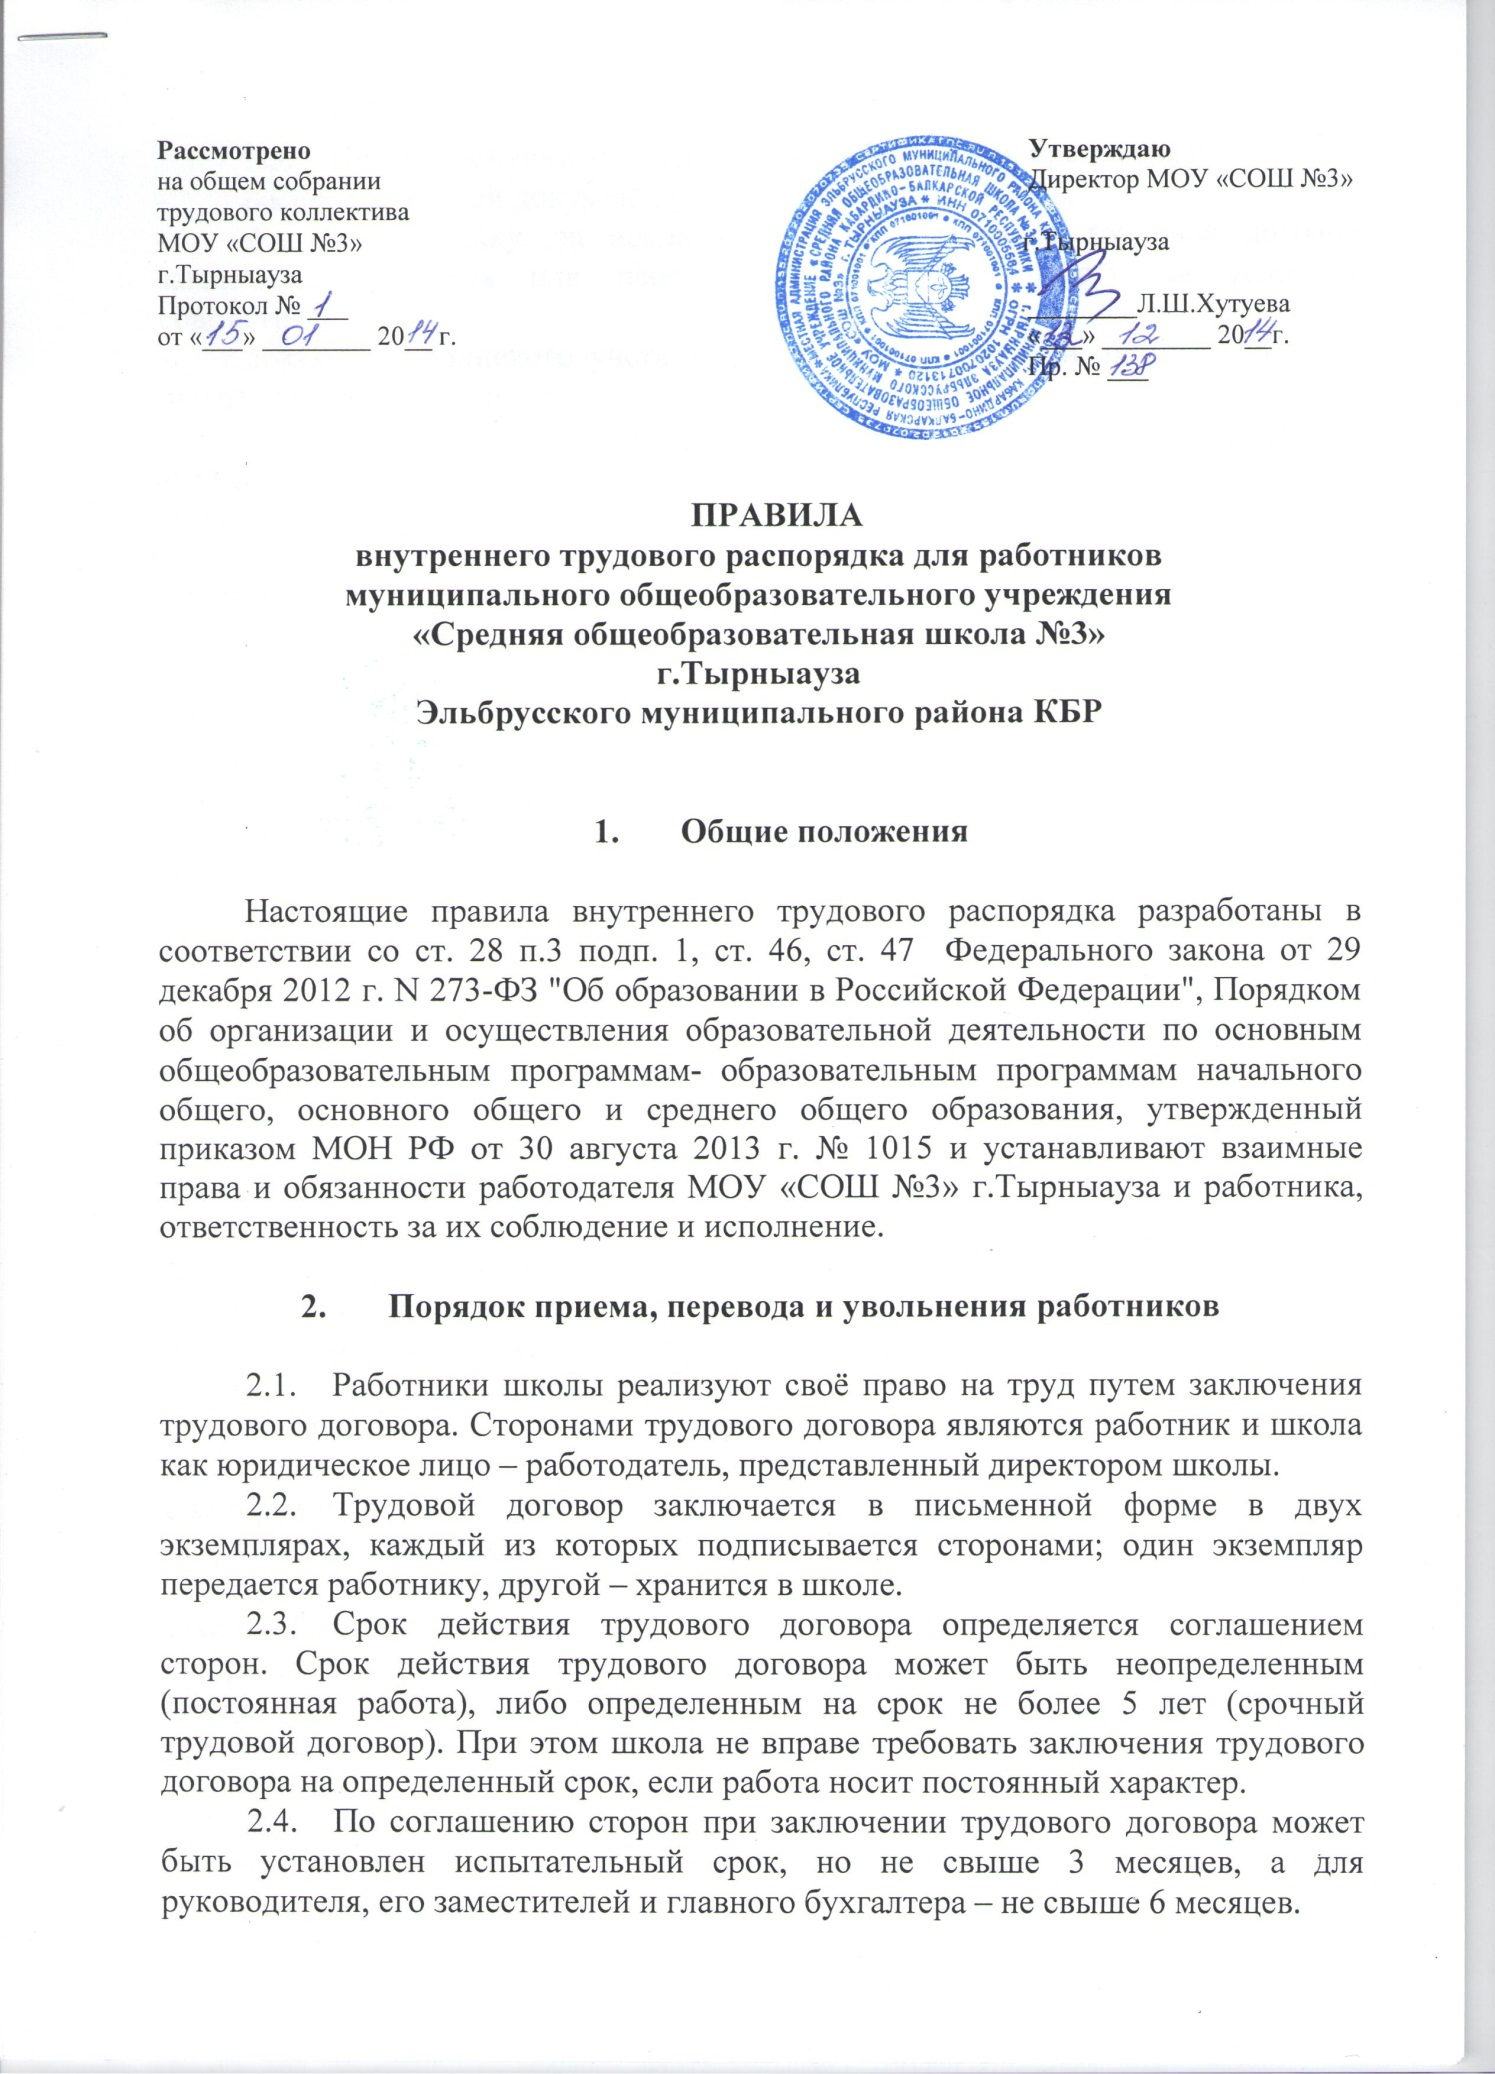 Рассмотрено
на общем собрании
трудового коллектива
МОУ «СОШ №3»
г.Тырныауза
Протокол № 1
от «15» 01 2014 г.
Утверждаю
Директор МОУ «СОШ №3»
г.Тырныауза
Л.Ш.Хутуева
«12» 12 2014г.
Пр. № 138
ПРАВИЛА
внутреннего трудового распорядка для работников
муниципального общеобразовательного учреждения
«Средняя общеобразовательная школа №3»
г.Тырныауза
Эльбрусского муниципального района КБР
1. Общие положения
Настоящие правила внутреннего трудового распорядка разработаны в
соответствии со ст. 28 п.3 подп. 1, ст. 46, ст. 47 Федерального закона от 29
декабря 2012 г. N 273-ФЗ "Об образовании в Российской Федерации", Порядком
об организации и осуществления образовательной деятельности по основным
общеобразовательным программам- образовательным программам начального
общего, основного общего и среднего общего образования, утвержденный
приказом МОН РФ от 30 августа 2013 г. № 1015 и устанавливают взаимные
права и обязанности работодателя МОУ «СОШ №3» г.Тырныауза и работника,
ответственность за их соблюдение и исполнение.
2. Порядок приема, перевода и увольнения работников
2.1. Работники школы реализуют своё право на труд путем заключения
трудового договора. Сторонами трудового договора являются работник и школа
как юридическое лицо – работодатель, представленный директором школы.
2.2. Трудовой договор заключается в письменной форме в двух
экземплярах, каждый из которых подписывается сторонами; один экземпляр
передается работнику, другой – хранится в школе.
2.3. Срок действия трудового договора определяется соглашением
сторон. Срок действия трудового договора может быть неопределенным
(постоянная работа), либо определенным на срок не более 5 лет (срочный
трудовой договор). При этом школа не вправе требовать заключения трудового
договора на определенный срок, если работа носит постоянный характер.
2.4. По соглашению сторон при заключении трудового договора может
быть установлен испытательный срок, но не свыше 3 месяцев, а для
руководителя, его заместителей и главного бухгалтера – не свыше 6 месяцев.